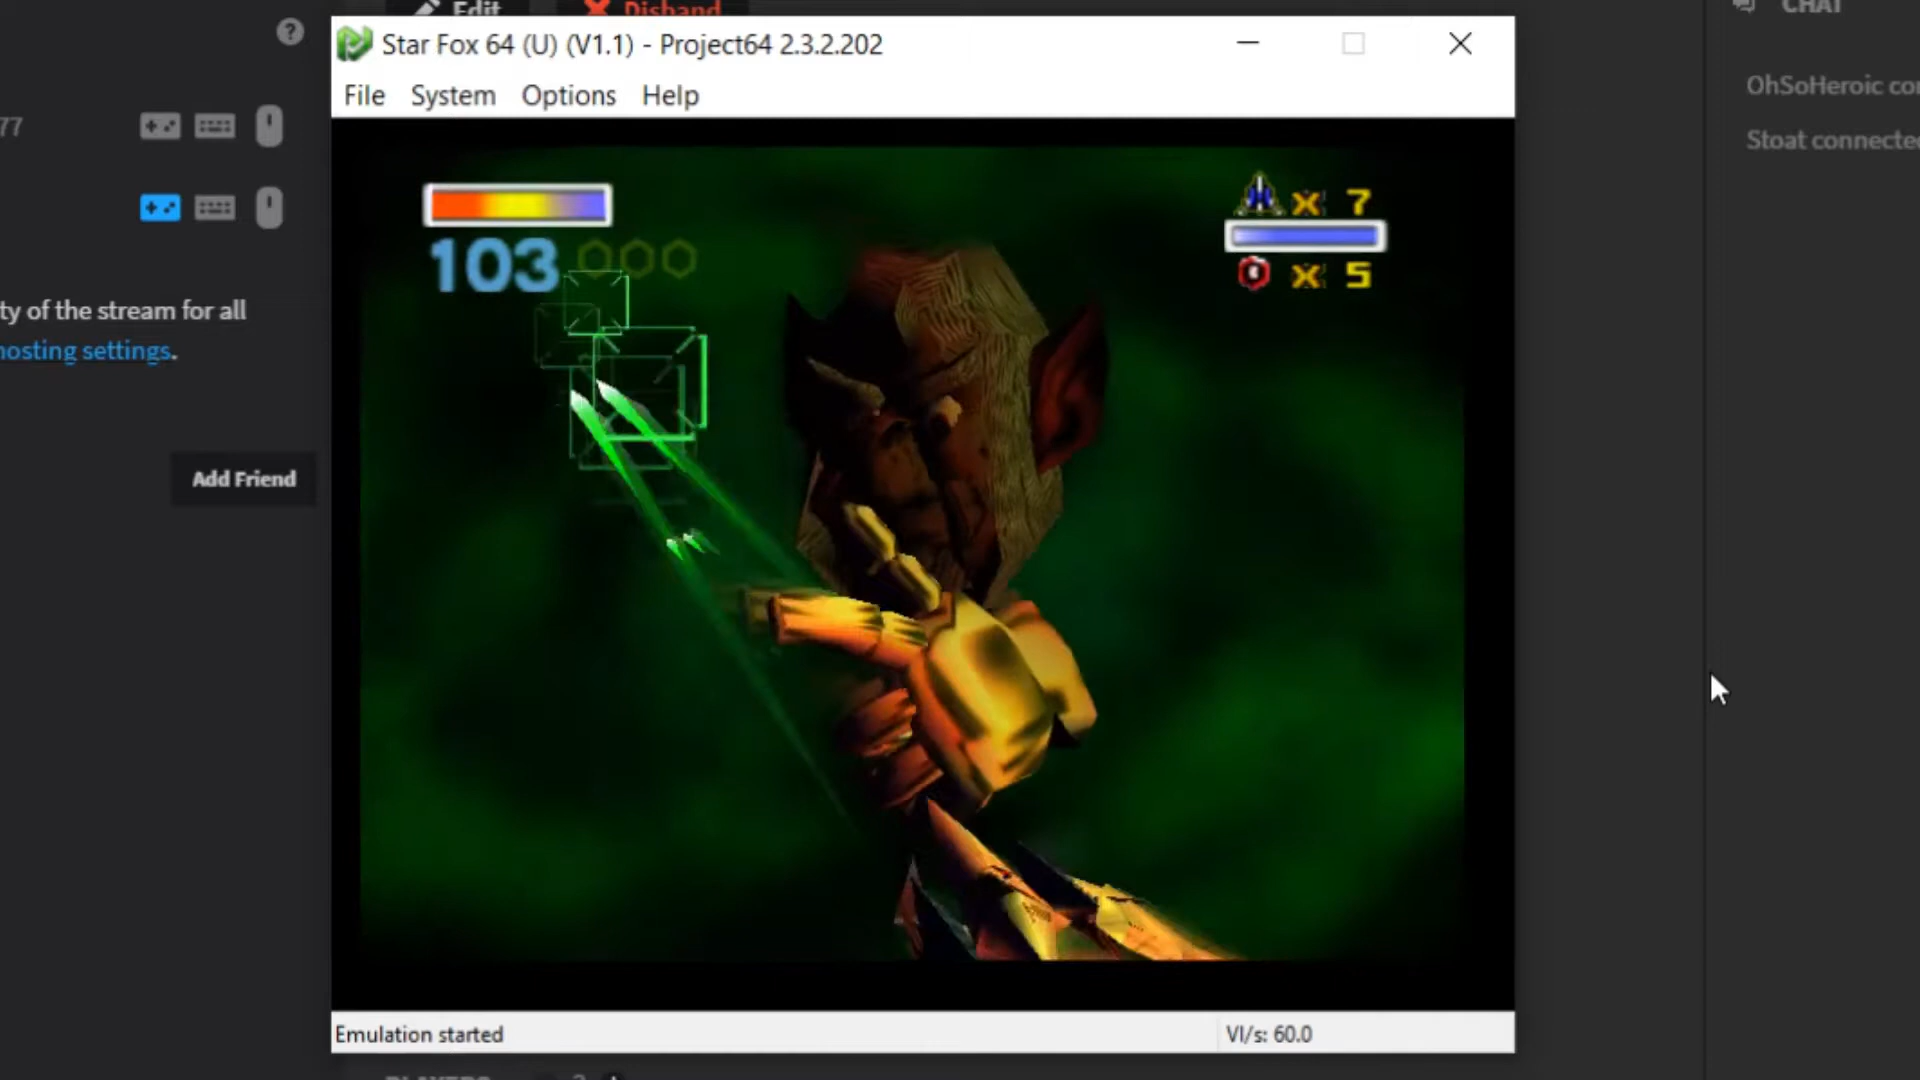 Edit
Disband
CHAT
?
Star Fox 64 (U) (V1.1) - Project64 2.3.2.202
File System Options Help
OhSoHeroic
77
Stoat connected
x 7
103
x 5
ty of the stream for all
hosting settings.
Add Friend
Emulation started
VI/s: 60.0
PLAYERS